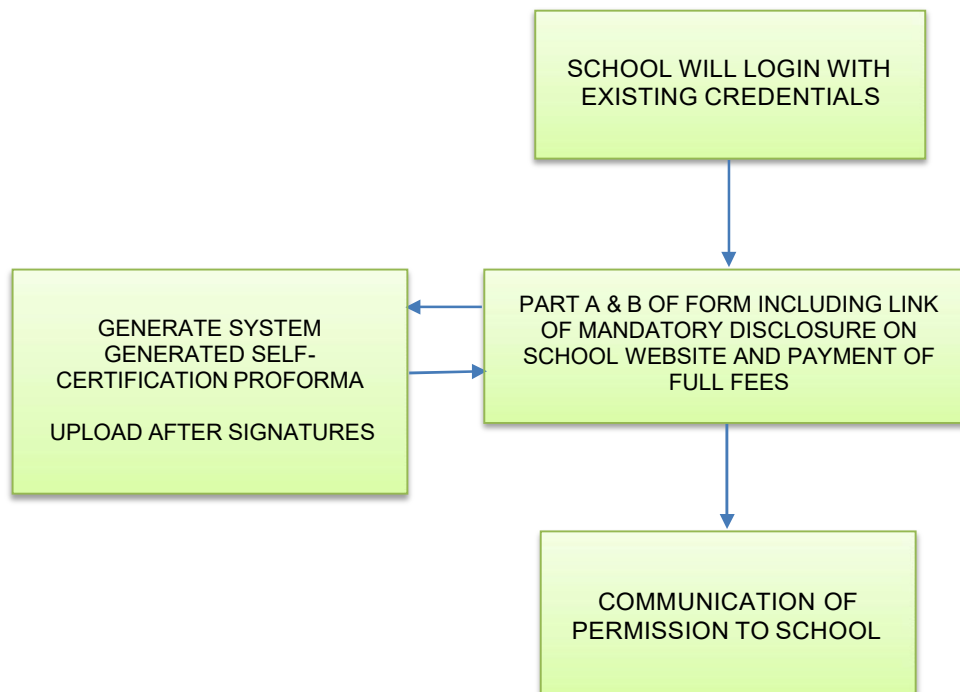 SCHOOL WILL LOGIN WITH
EXISTING CREDENTIALS
PART A & B OF FORM INCLUDING LINK
OF MANDATORY DISCLOSURE ON
SCHOOL WEBSITE AND PAYMENT OF
FULL FEES
GENERATE SYSTEM
GENERATED SELF-
CERTIFICATION PROFORMA
UPLOAD AFTER SIGNATURES
COMMUNICATION OF
PERMISSION TO SCHOOL